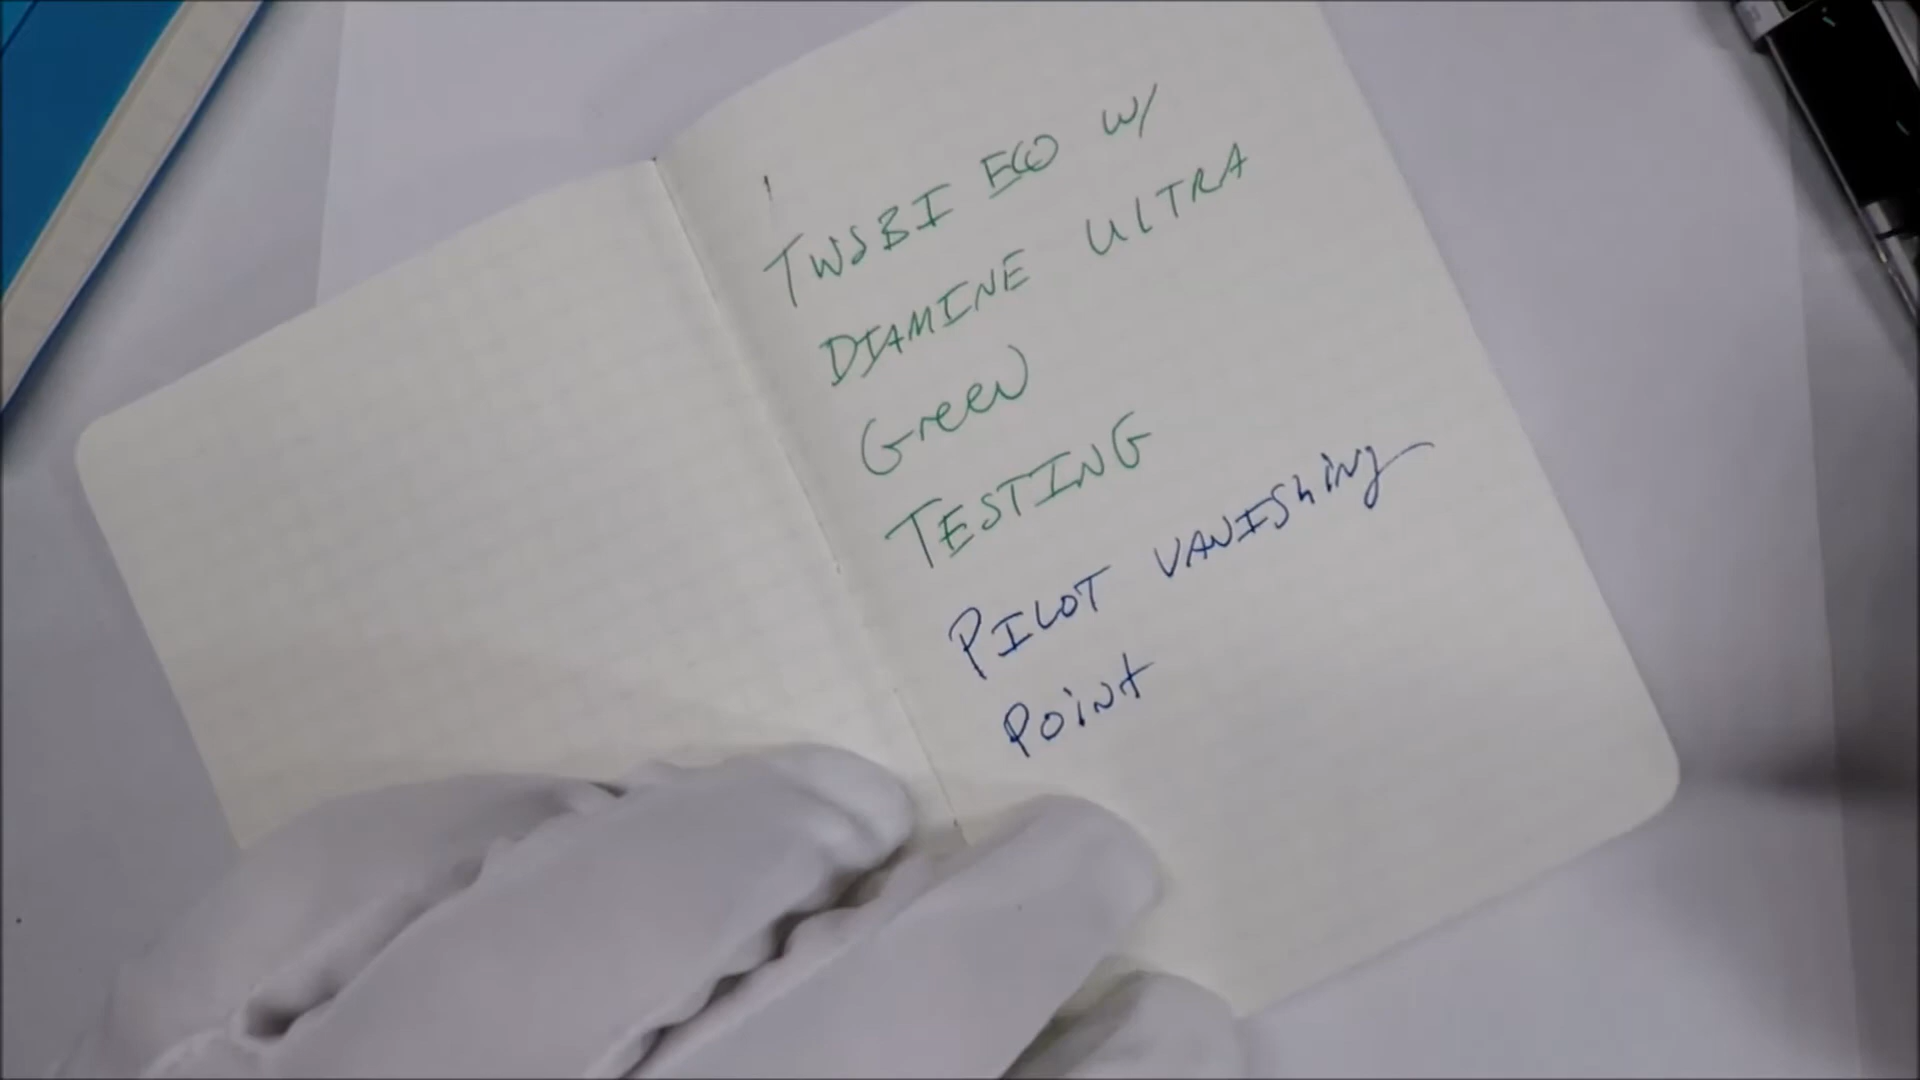 TWSBI ECO W/
DIAMINE ULTRA
Green
TESTING
PILOT VANISHING
Point